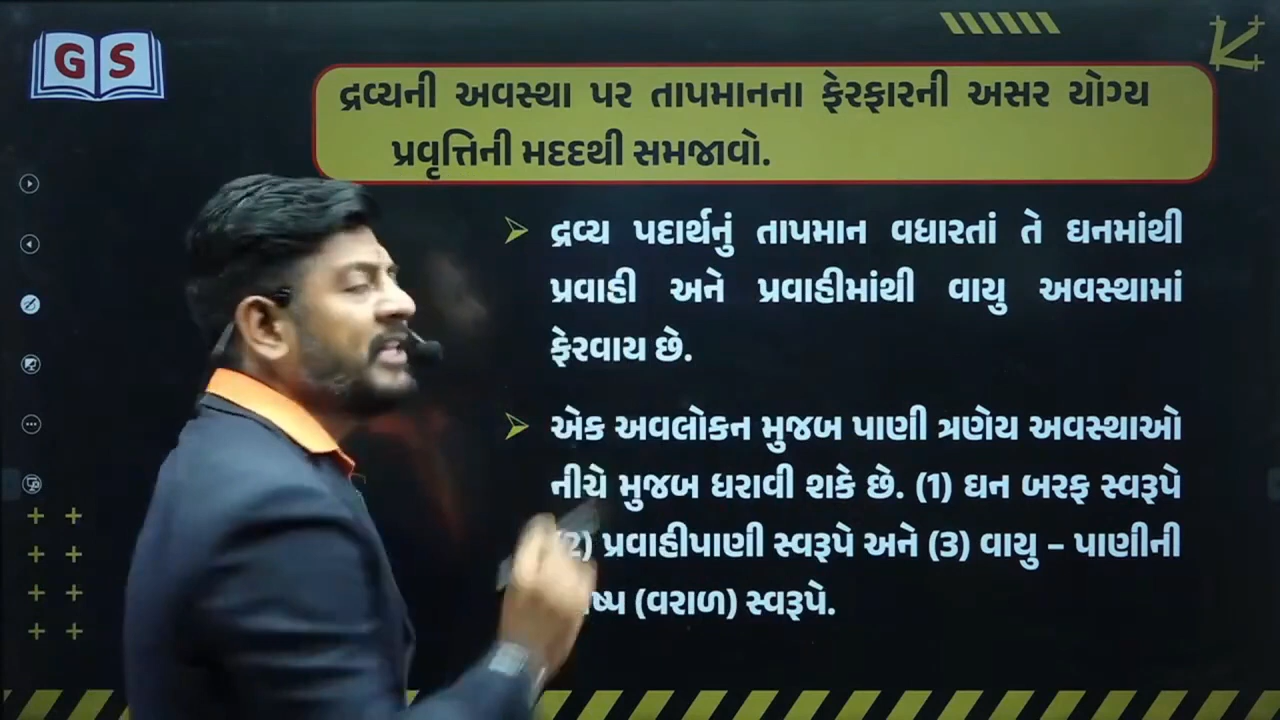 G S
દ્રવ્યની અવસ્થા પર તાપમાનના ફેરફારની અસર યોગ્ય
પ્રવૃત્તિની મદદથી સમજાવો.
દ્રવ્ય પદાર્થનું તાપમાન વધારતાં તે ઘનમાંથી
પ્રવાહી અને પ્રવાહીમાંથી વાયુ અવસ્થામાં
ફેરવાય છે.
એક અવલોકન મુજબ પાણી ત્રણેય અવસ્થાઓ
નીચે મુજબ ધરાવી શકે છે. (1) ઘન બરફ સ્વરૂપે
(2) પ્રવાહીપાણી સ્વરૂપે અને (3) વાયુ – પાણીની
(વરાળ) સ્વરૂપે.